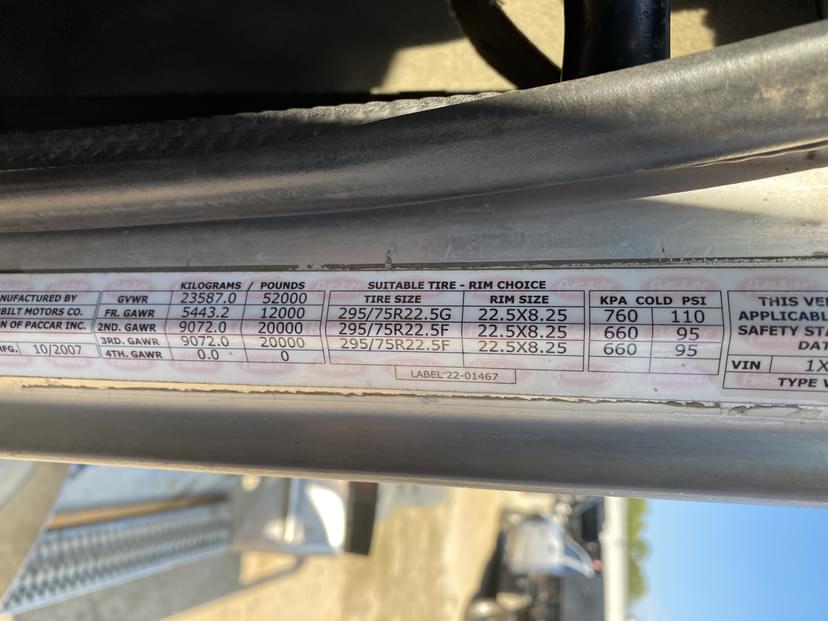 KILOGRAMS / POUNDS
SUITABLE TIRE - RIM CHOICE
NUFACTURED BY
GVWR 23587.0 52000
TIRE SIZE RIM SIZE
KPA COLD PSI
THIS VE
RBILT MOTORS CO.
FR. GAWR 5443.2 12000
295/75R22.5G 22.5X8.25
760 110
APPLICABL
ON OF PACCAR INC.
2ND. GAWR 9072.0 20000
295/75R22.5F 22.5X8.25
660 95
SAFETY STA
3RD. GAWR 9072.0 20000
295/75R22.5F 22.5X8.25
660 95
DAT
MFG. 10/2007
4TH. GAWR 0.0 0
VIN 1X
LABEL 22-01467
TYPE V